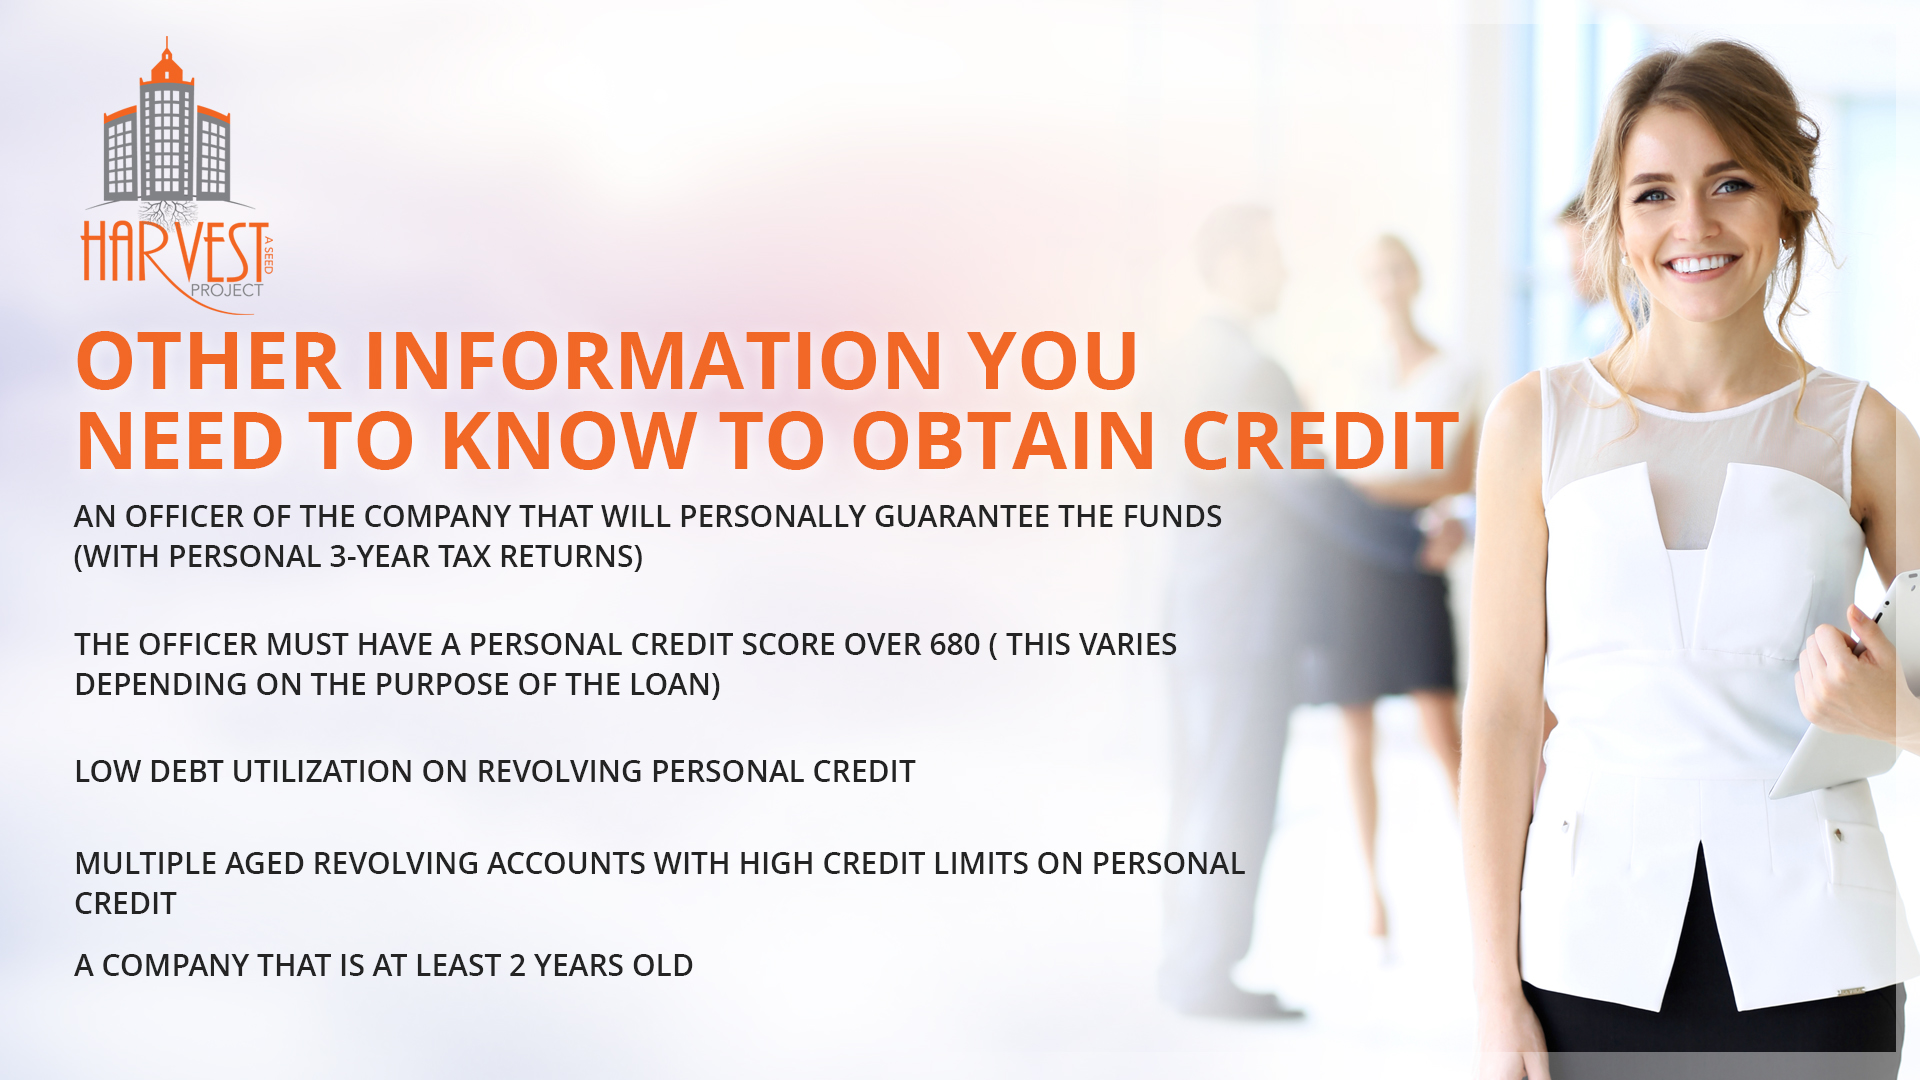 HARVEST
A SEED
PROJECT
OTHER INFORMATION YOU
NEED TO KNOW TO OBTAIN CREDIT
AN OFFICER OF THE COMPANY THAT WILL PERSONALLY GUARANTEE THE FUNDS
(WITH PERSONAL 3-YEAR TAX RETURNS)
THE OFFICER MUST HAVE A PERSONAL CREDIT SCORE OVER 680 ( THIS VARIES
DEPENDING ON THE PURPOSE OF THE LOAN)
LOW DEBT UTILIZATION ON REVOLVING PERSONAL CREDIT
MULTIPLE AGED REVOLVING ACCOUNTS WITH HIGH CREDIT LIMITS ON PERSONAL
CREDIT
A COMPANY THAT IS AT LEAST 2 YEARS OLD